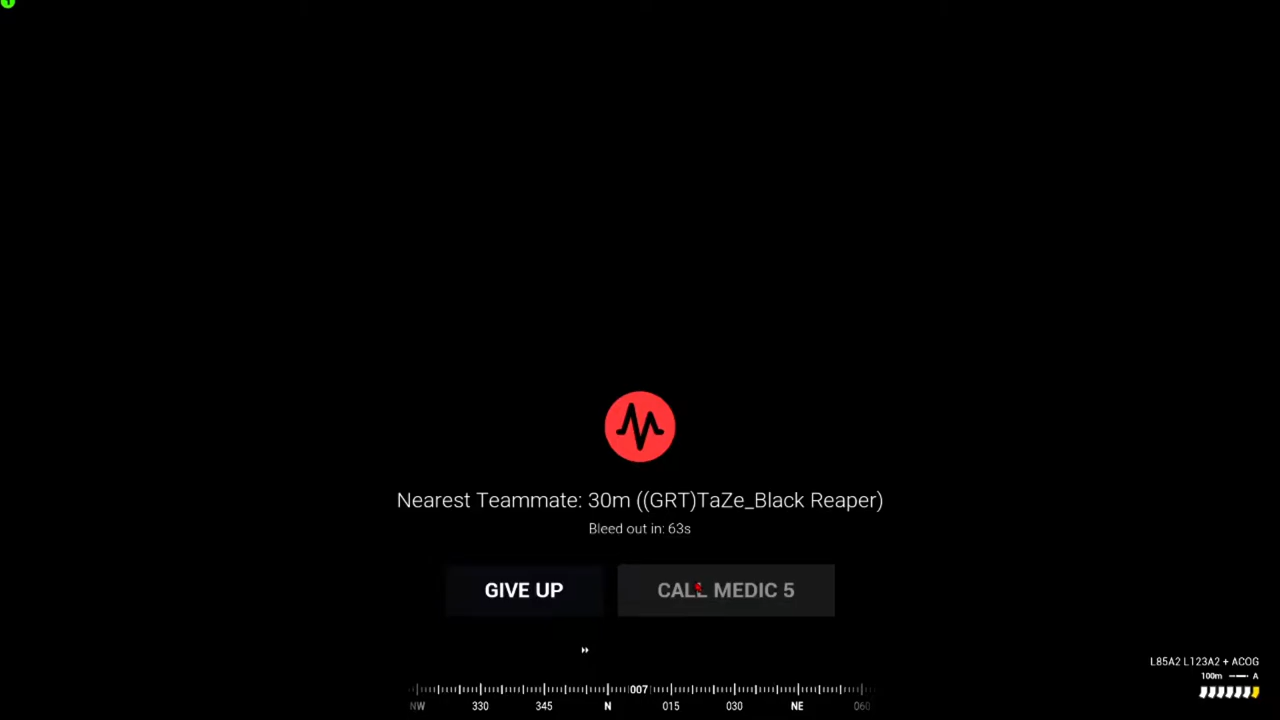 Nearest Teammate: 30m ((GRT)TaZe_Black Reaper)
Bleed out in: 63s
GIVE UP
CALL MEDIC 5
L85A2 L123A2 + ACOG
100m A
007
NW 330 345 N 015 030 NE 060